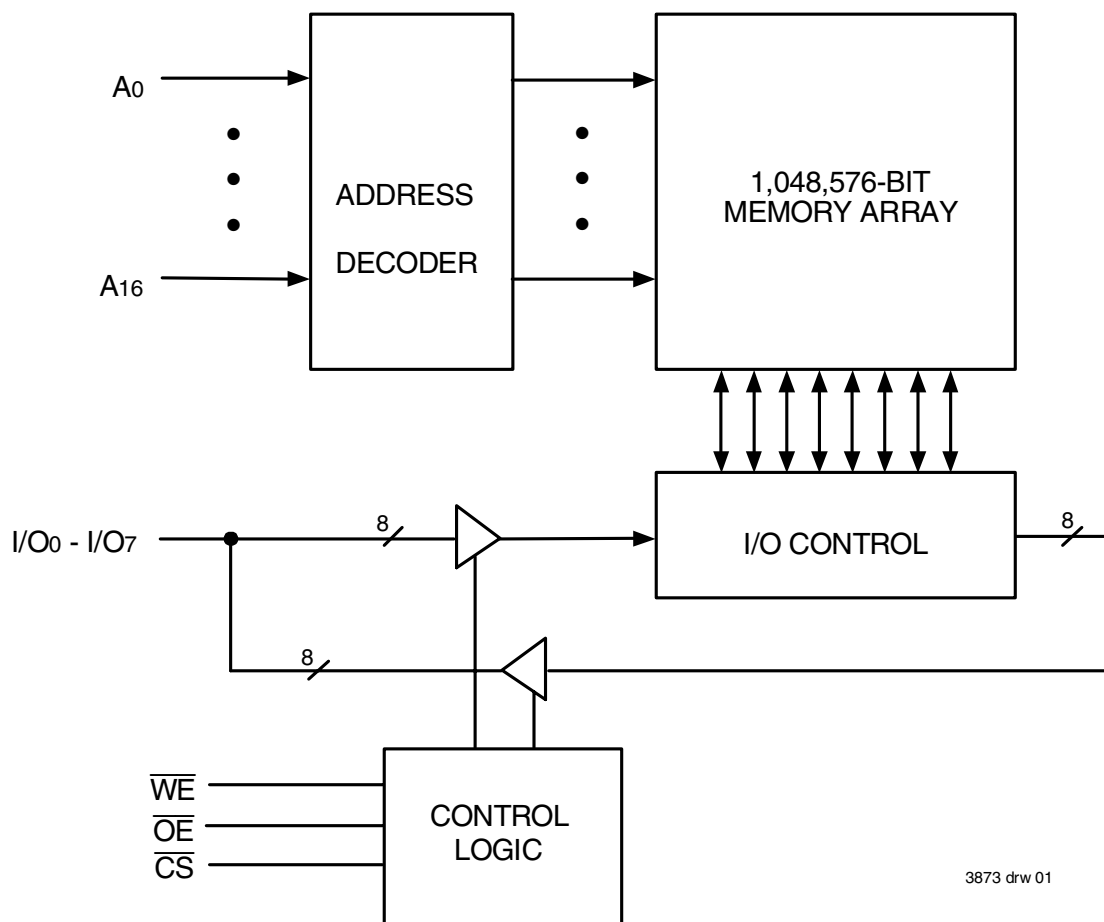 A0
A16
ADDRESS
DECODER
1,048,576-BIT
MEMORY ARRAY
I/O0 - I/O7
8
I/O CONTROL
8
8
WE
OE
CS
CONTROL
LOGIC
3873 drw 01